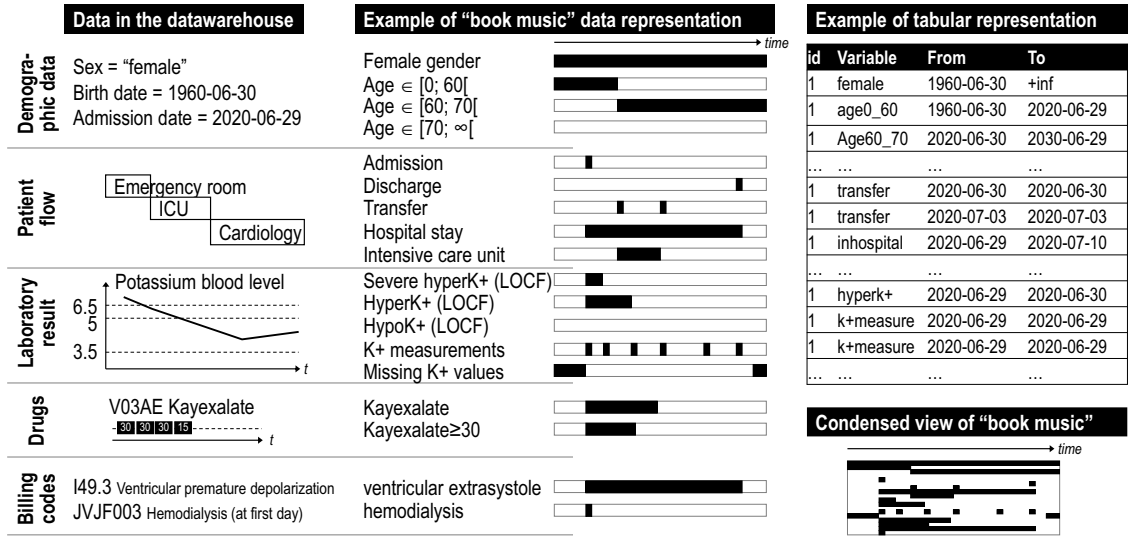 Data in the datawarehouse
Example of “book music” data representation
Example of tabular representation
time
Demogra-
phic data
Sex = “female”
Birth date = 1960-06-30
Admission date = 2020-06-29
Female gender
Age ∈ [0; 60[
Age ∈ [60; 70[
Age ∈ [70; ∞[
Patient
flow
Emergency room
ICU
Cardiology
Admission
Discharge
Transfer
Hospital stay
Intensive care unit
Laboratory
result
Potassium blood level
6.5
5
3.5
t
Severe hyperK+ (LOCF)
HyperK+ (LOCF)
HypoK+ (LOCF)
K+ measurements
Missing K+ values
Drugs
V03AE Kayexalate
30 30 30 15
t
Kayexalate
Kayexalate≥30
Billing
codes
I49.3 Ventricular premature depolarization
JVJF003 Hemodialysis (at first day)
ventricular extrasystole
hemodialysis
id Variable From To
1 female 1960-06-30 +inf
1 age0_60 1960-06-30 2020-06-29
1 Age60_70 2020-06-30 2030-06-29
… … … …
1 transfer 2020-06-30 2020-06-30
1 transfer 2020-07-03 2020-07-03
1 inhospital 2020-06-29 2020-07-10
… … … …
1 hyperk+ 2020-06-29 2020-06-30
1 k+measure 2020-06-29 2020-06-29
1 k+measure 2020-06-29 2020-06-29
… … … …
Condensed view of “book music”
time